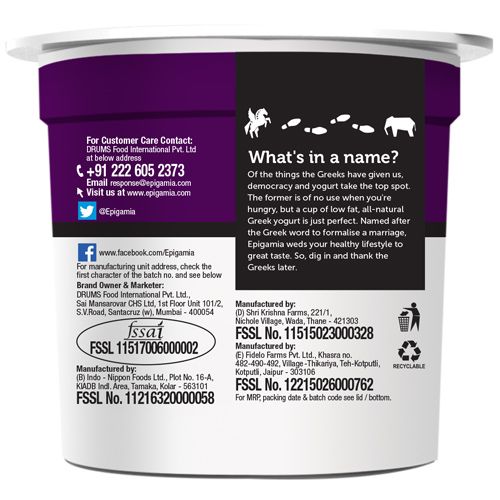 For Customer Care Contact:
DRUMS Food International Pvt. Ltd
at below address
+91 222 605 2373
Email response@epigamia.com
Visit us at www.epigamia.com
@Epigamia
www.facebook.com/Epigamia
For manufacturing unit address, check the
first character of the batch no. and see below
Brand Owner & Marketer:
DRUMS Food International Pvt. Ltd.,
Sai Mansarovar CHS Ltd, 1st Floor Unit 101/2,
S.V.Road, Santacruz (w), Mumbai - 400054
fssai
FSSL 11517006000002
Manufactured by:
(B) Indo - Nippon Foods Ltd., Plot No. 16-A,
KIADB Indl. Area, Tamaka, Kolar - 563101
FSSL No. 11216320000058
What's in a name?
Of the things the Greeks have given us,
democracy and yogurt take the top spot.
The former is of no use when you're
hungry, but a cup of low fat, all-natural
Greek yogurt is just perfect. Named after
the Greek word to formalise a marriage,
Epigamia weds your healthy lifestyle to
great taste. So, dig in and thank the
Greeks later.
Manufactured by:
(D) Shri Krishna Farms, 221/1,
Nichole Village, Wada, Thane - 421303
FSSL No. 11515023000328
Manufactured by:
(E) Fidelo Farms Pvt. Ltd., Khasra no.
482-490-492, Village -Thikariya, Teh-Kotputli,
Kotputli, Jaipur - 303106
FSSL No. 12215026000762
For MRP, packing date & batch code see lid / bottom.
RECYCLABLE